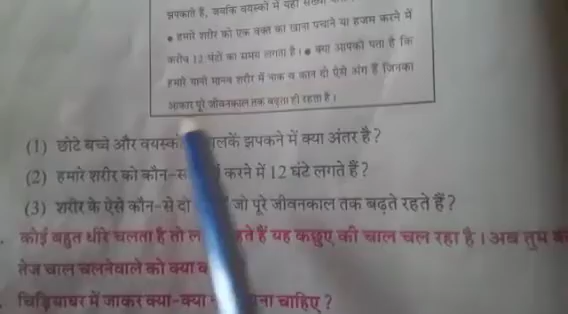 झपकाते हैं, जबकि वयस्कों में यही
● हमारे शरीर को एक वक्त का खाना पचाने या हजम करने में
करीब 12 घंटों का समय लगता है। ● क्या आपको पता है कि
हमारे यानी मानव शरीर में नाक व कान दो ऐसे अंग हैं जिनका
आकार पूरे जीवनकाल तक बढ़ता ही रहता है।
(1) छोटे बच्चे और वयस्क पलकें झपकने में क्या अंतर है?
(2) हमारे शरीर को कौन-सा करने में 12 घंटे लगते हैं?
(3) शरीर के ऐसे कौन-से दो जो पूरे जीवनकाल तक बढ़ते रहते हैं?
कोई बहुत धीरे चलता है तो हैं यह कछुए की चाल चल रहा है। अब तुम
तेज चाल चलनेवाले को क्या
चिड़ियाघर में जाकर क्या-क्या चाहिए?